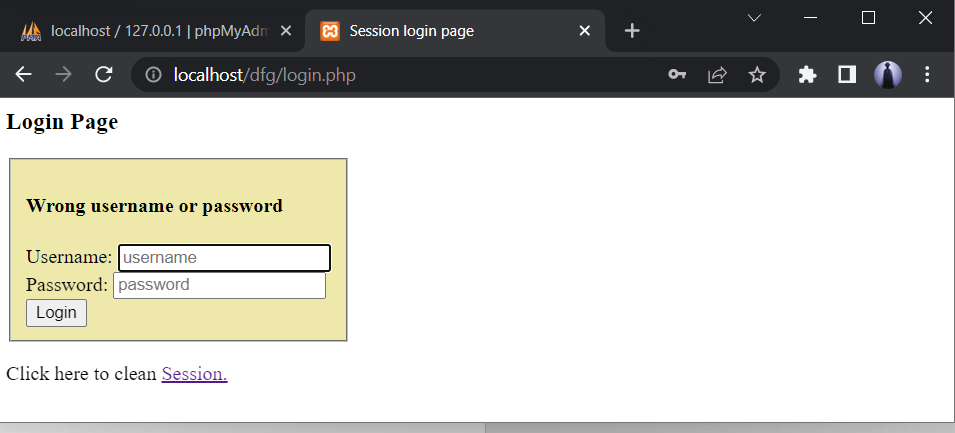 localhost / 127.0.0.1 | phpMyAdm
Session login page
localhost/dfg/login.php
Login Page
Wrong username or password
Username: username
Password: password
Login
Click here to clean Session.